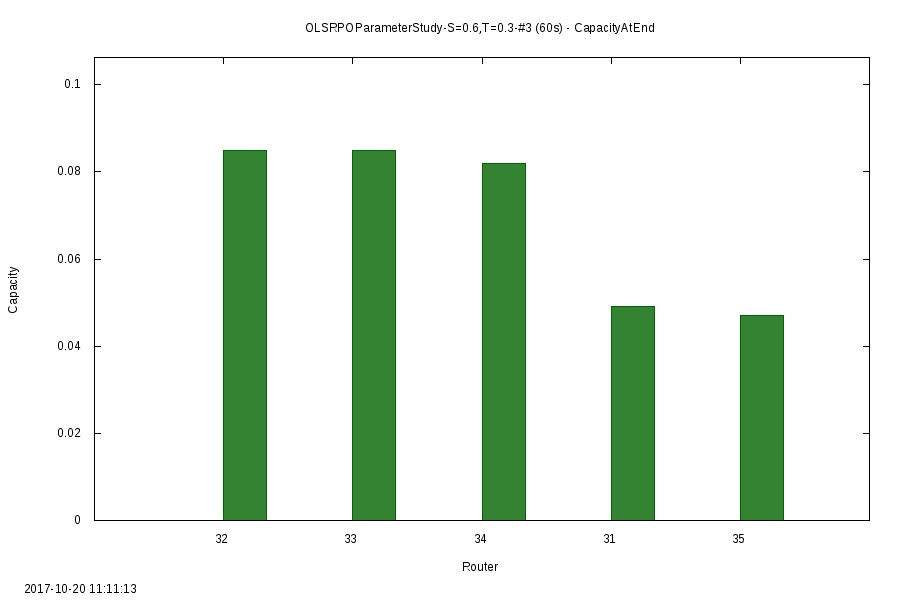 OLSRPOParameterStudy-S=0.6,T=0.3-#3 (60s) - CapacityAtEnd
0.1
0.08
0.06
0.04
0.02
0
Capacity
32 33 34 31 35
Router
2017-10-20 11:11:13